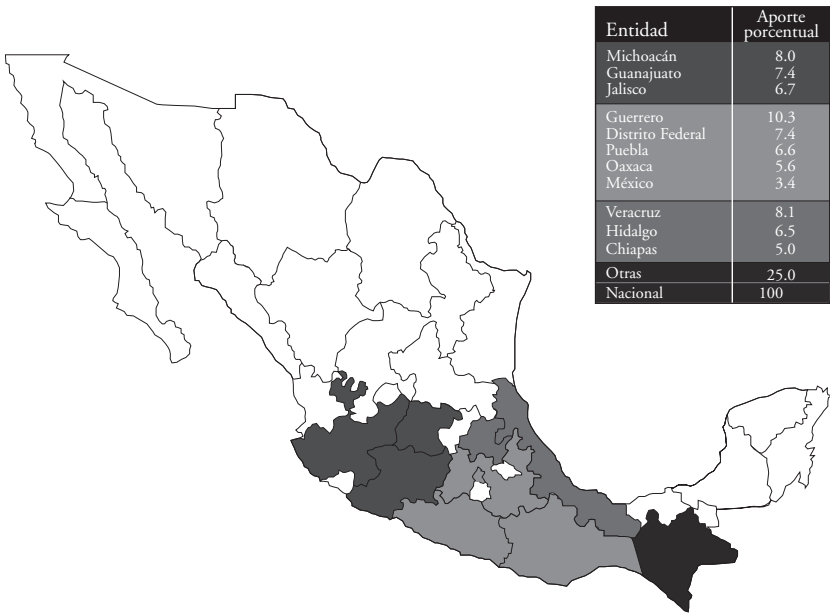 Entidad Aporte porcentual
Michoacán 8.0
Guanajuato 7.4
Jalisco 6.7
Guerrero 10.3
Distrito Federal 7.4
Puebla 6.6
Oaxaca 5.6
México 3.4
Veracruz 8.1
Hidalgo 6.5
Chiapas 5.0
Otras 25.0
Nacional 100